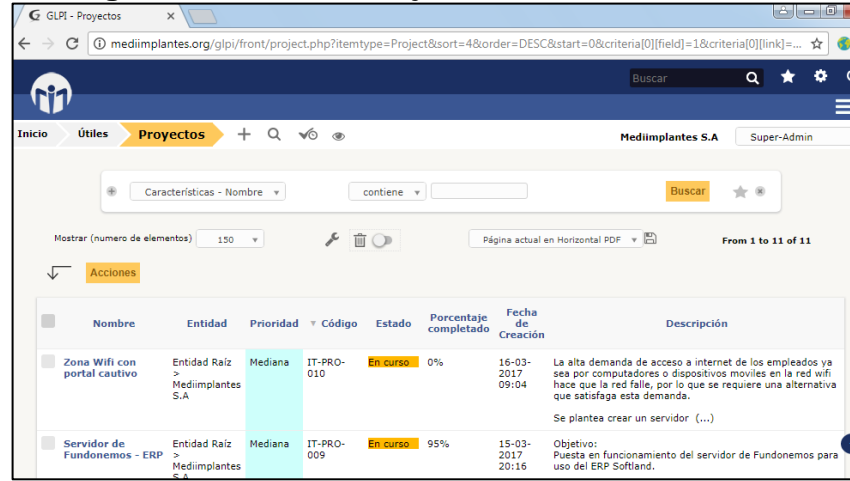 GLPI - Proyectos
mediimplantes.org/glpi/front/project.php?itemtype=Project&sort=4&order=DESC&start=0&criteria[0][field]=1&criteria[0][link]=...
Buscar
Inicio Útiles Proyectos Mediimplantes S.A Super-Admin
Características - Nombre contiene Buscar
Mostrar (numero de elementos) 150 Página actual en Horizontal PDF From 1 to 11 of 11
Acciones
Nombre Entidad Prioridad Código Estado Porcentaje completado Fecha de Creación Descripción
Zona Wifi con Entidad Raíz Mediana IT-PRO- En curso 0% 16-03- La alta demanda de acceso a internet de los empleados ya
portal cautivo > 010 2017 sea por computadores o dispositivos moviles en la red wifi
Mediimplantes 09:04 hace que la red falle, por lo que se requiere una alternativa
S.A que satisfaga esta demanda.
Se plantea crear un servidor (...)
Servidor de Entidad Raíz Mediana IT-PRO- En curso 95% 15-03- Objetivo:
Fundonemos - ERP > 009 2017 Puesta en funcionamiento del servidor de Fundonemos para
Mediimplantes 20:16 uso del ERP Softland.
S.A